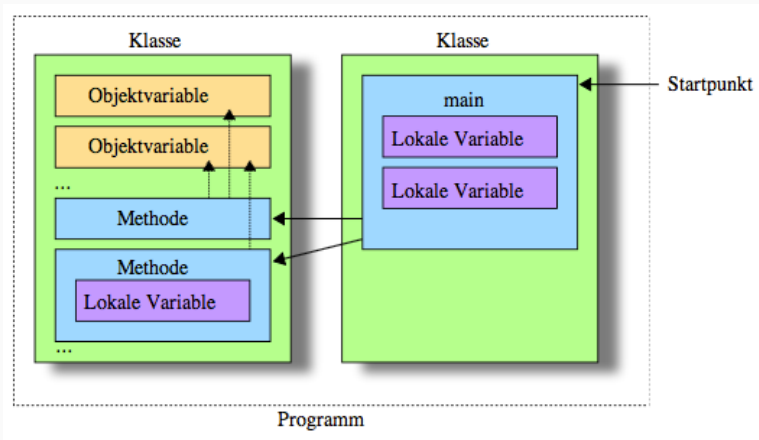 Klasse
Objektvariable
Objektvariable
...
Methode
Methode
Lokale Variable
...
Klasse
main
Lokale Variable
Lokale Variable
Startpunkt
Programm